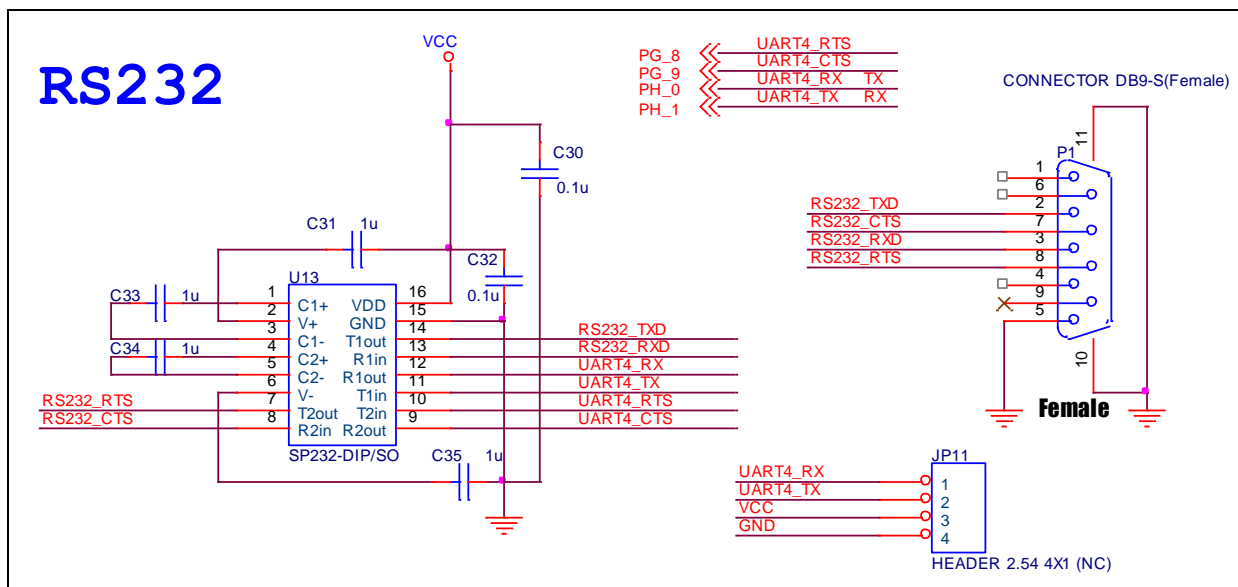 RS232
VCC
PG_8 UART4_RTS
PG_9 UART4_CTS
PH_0 UART4_RX TX
PH_1 UART4_TX RX
CONNECTOR DB9-S(Female)
P1
11
1
6
2
7
3
8
4
9
5
10
RS232_TXD
RS232_CTS
RS232_RXD
RS232_RTS
Female
C30
0.1u
C31 1u
C32
0.1u
C33 1u
C34 1u
U13
1 C1+ VDD 16
2 V+ GND 15
3 C1- T1out 14 RS232_TXD
4 C2+ R1in 13 RS232_RXD
5 C2- R1out 12 UART4_RX
6 V- T1in 11 UART4_TX
RS232_RTS 7 T2out T2in 10 UART4_RTS
RS232_CTS 8 R2in R2out 9 UART4_CTS
SP232-DIP/SO
C35 1u
JP11
UART4_RX 1
UART4_TX 2
VCC 3
GND 4
HEADER 2.54 4X1 (NC)